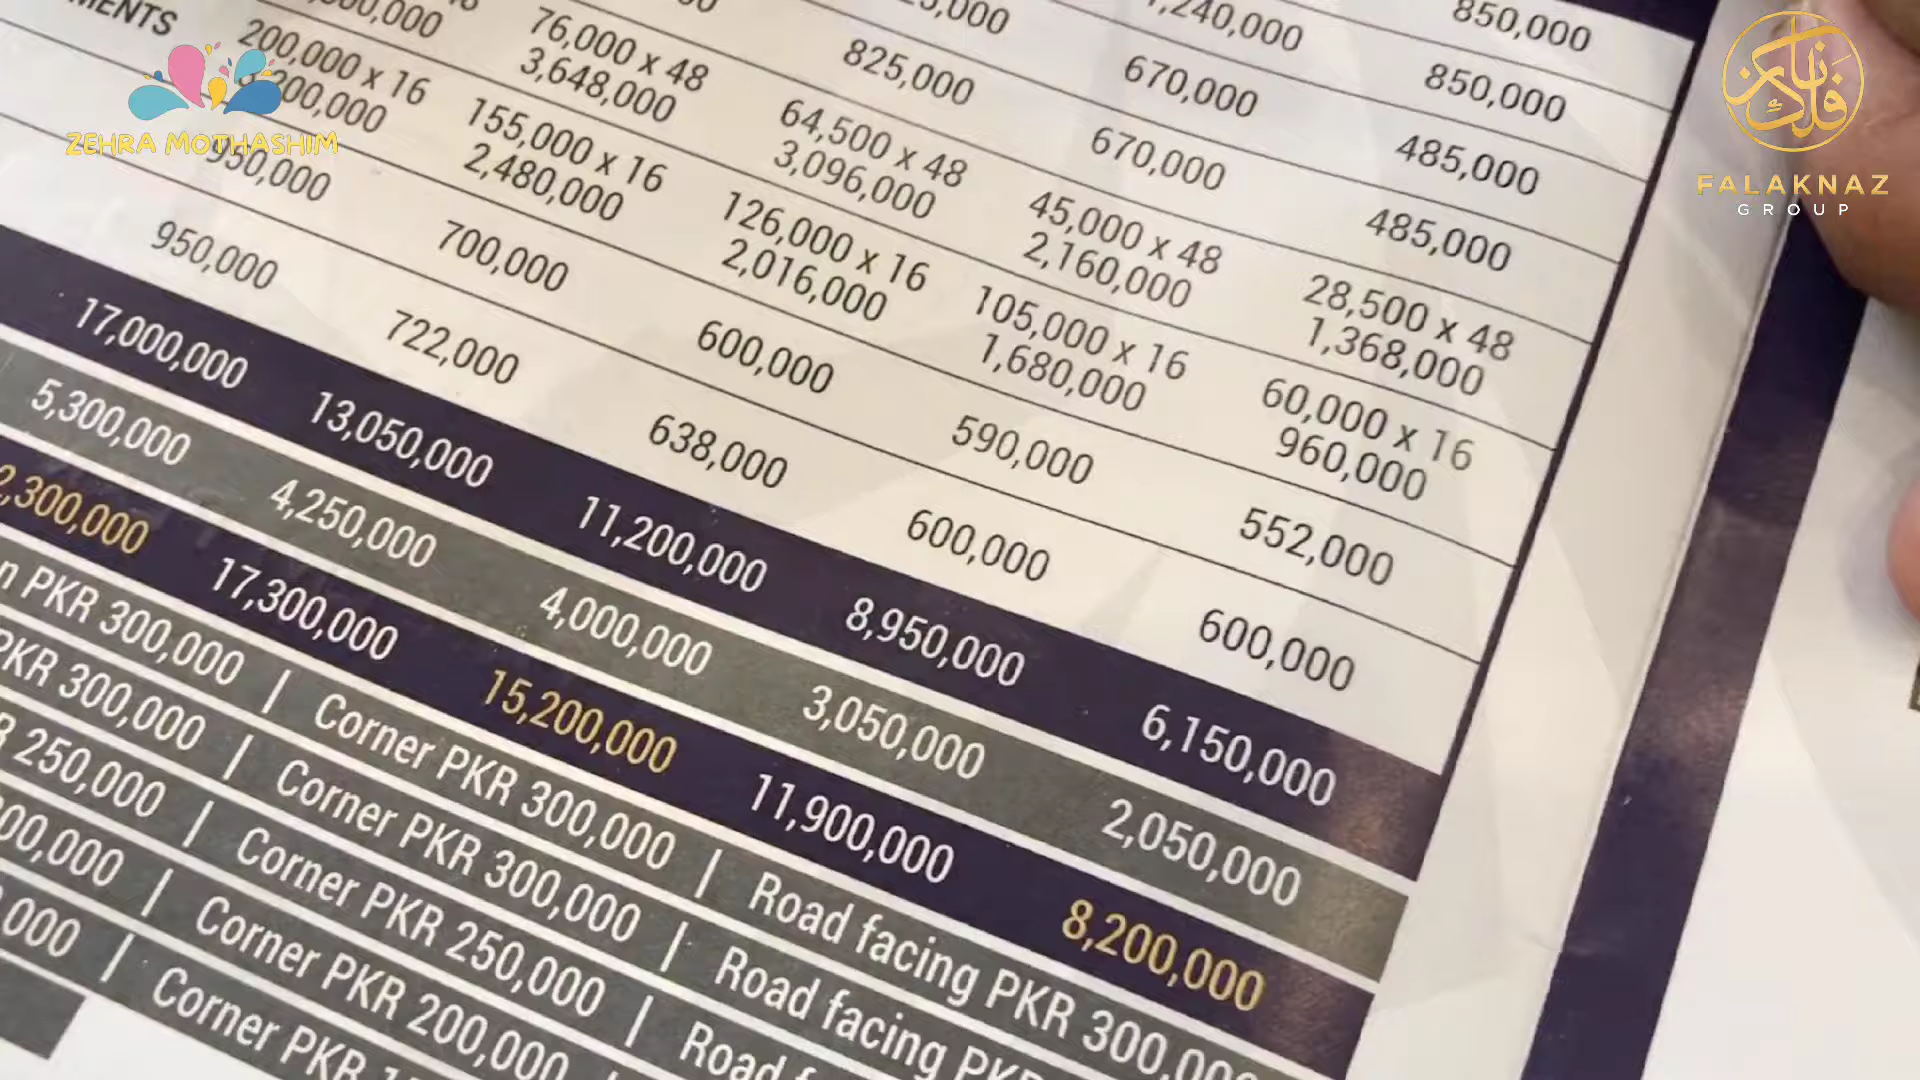 ZEHRA MOTHASHIM
فلک ناز
FALAKNAZ
GROUP
850,000
1,240,000 850,000
670,000 485,000
825,000 670,000 485,000
76,000 x 48 64,500 x 48 45,000 x 48 28,500 x 48
3,648,000 3,096,000 2,160,000 1,368,000
200,000 x 16 155,000 x 16 126,000 x 16 105,000 x 16 60,000 x 16
2,480,000 2,016,000 1,680,000 960,000
950,000 700,000 600,000 590,000 552,000
950,000 722,000 638,000 600,000 600,000
17,000,000 13,050,000 11,200,000 8,950,000 6,150,000
5,300,000 4,250,000 4,000,000 3,050,000 2,050,000
2,300,000 17,300,000 15,200,000 11,900,000 8,200,000
PKR 300,000 | Corner PKR 300,000 | Road facing PKR 300,000
PKR 300,000 | Corner PKR 300,000 | Road facing
250,000 | Corner PKR 250,000 |
| Corner PKR 200,000
,000 | Corner PKR